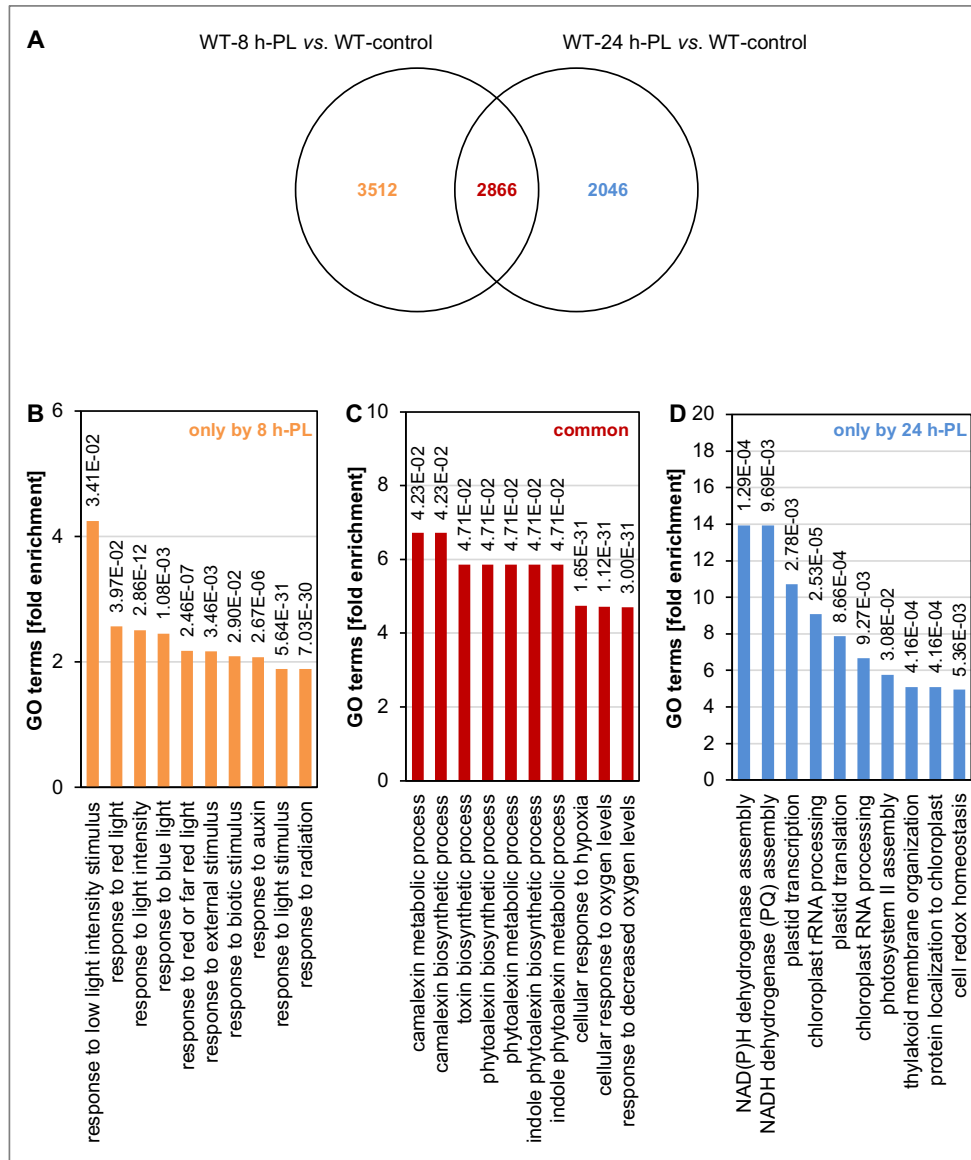 A
WT-8 h-PL vs. WT-control
WT-24 h-PL vs. WT-control
3512
2866
2046
B
only by 8 h-PL
GO terms [fold enrichment]
6
4
2
0
3.41E-02
3.97E-02
2.86E-12
1.08E-03
2.46E-07
3.46E-03
2.90E-02
2.67E-06
5.64E-31
7.03E-30
response to low light intensity stimulus
response to red light
response to light intensity
response to blue light
response to red or far red light
response to external stimulus
response to biotic stimulus
response to auxin
response to light stimulus
response to radiation
C
common
GO terms [fold enrichment]
10
8
6
4
2
0
4.23E-02
4.23E-02
4.71E-02
4.71E-02
4.71E-02
4.71E-02
4.71E-02
1.65E-31
1.12E-31
3.00E-31
camalexin metabolic process
camalexin biosynthetic process
toxin biosynthetic process
phytoalexin biosynthetic process
phytoalexin metabolic process
indole phytoalexin biosynthetic process
indole phytoalexin metabolic process
cellular response to hypoxia
cellular response to oxygen levels
response to decreased oxygen levels
D
only by 24 h-PL
GO terms [fold enrichment]
20
18
16
14
12
10
8
6
4
2
0
1.29E-04
9.69E-03
2.78E-03
2.53E-05
8.66E-04
9.27E-03
3.08E-02
4.16E-04
4.16E-04
5.36E-03
NAD(P)H dehydrogenase assembly
NADH dehydrogenase (PQ) assembly
plastid transcription
chloroplast rRNA processing
plastid translation
chloroplast RNA processing
photosystem II assembly
thylakoid membrane organization
protein localization to chloroplast
cell redox homeostasis